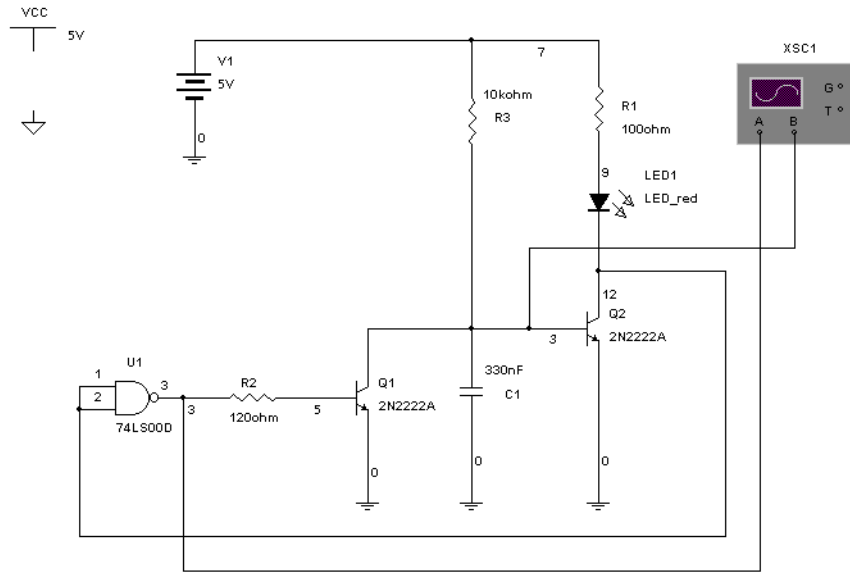 VCC
5V
V1
5V
0
7
10kohm
R3
R1
100ohm
9
LED1
LED_red
XSC1
G
T
A B
12
Q2
2N2222A
3
0
330nF
C1
0
U1
1
2
3
3
74LS00D
R2
120ohm
5
Q1
2N2222A
0